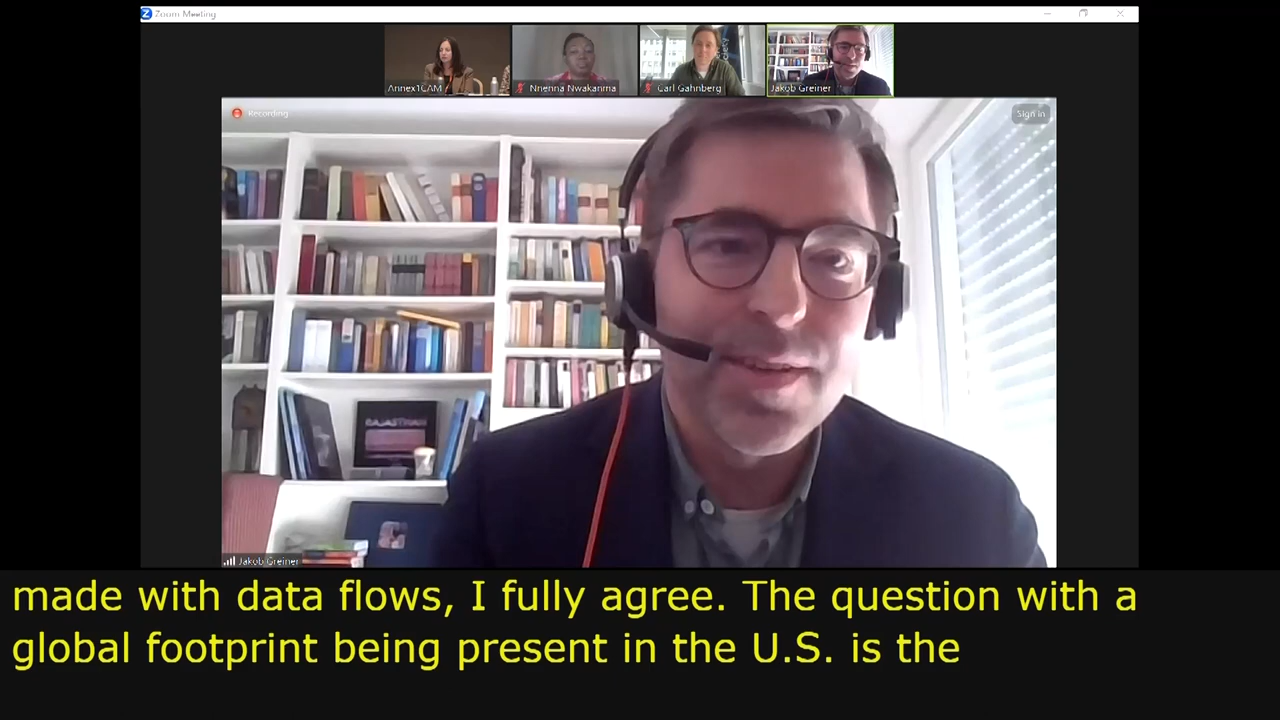 Zoom Meeting
Annex1CAM
Nnenna Nwakanma
Carl Gahnberg
Jakob Greiner
Recording
Sign in
RAJASTHAN
Jakob Greiner
made with data flows, I fully agree. The question with a
global footprint being present in the U.S. is the